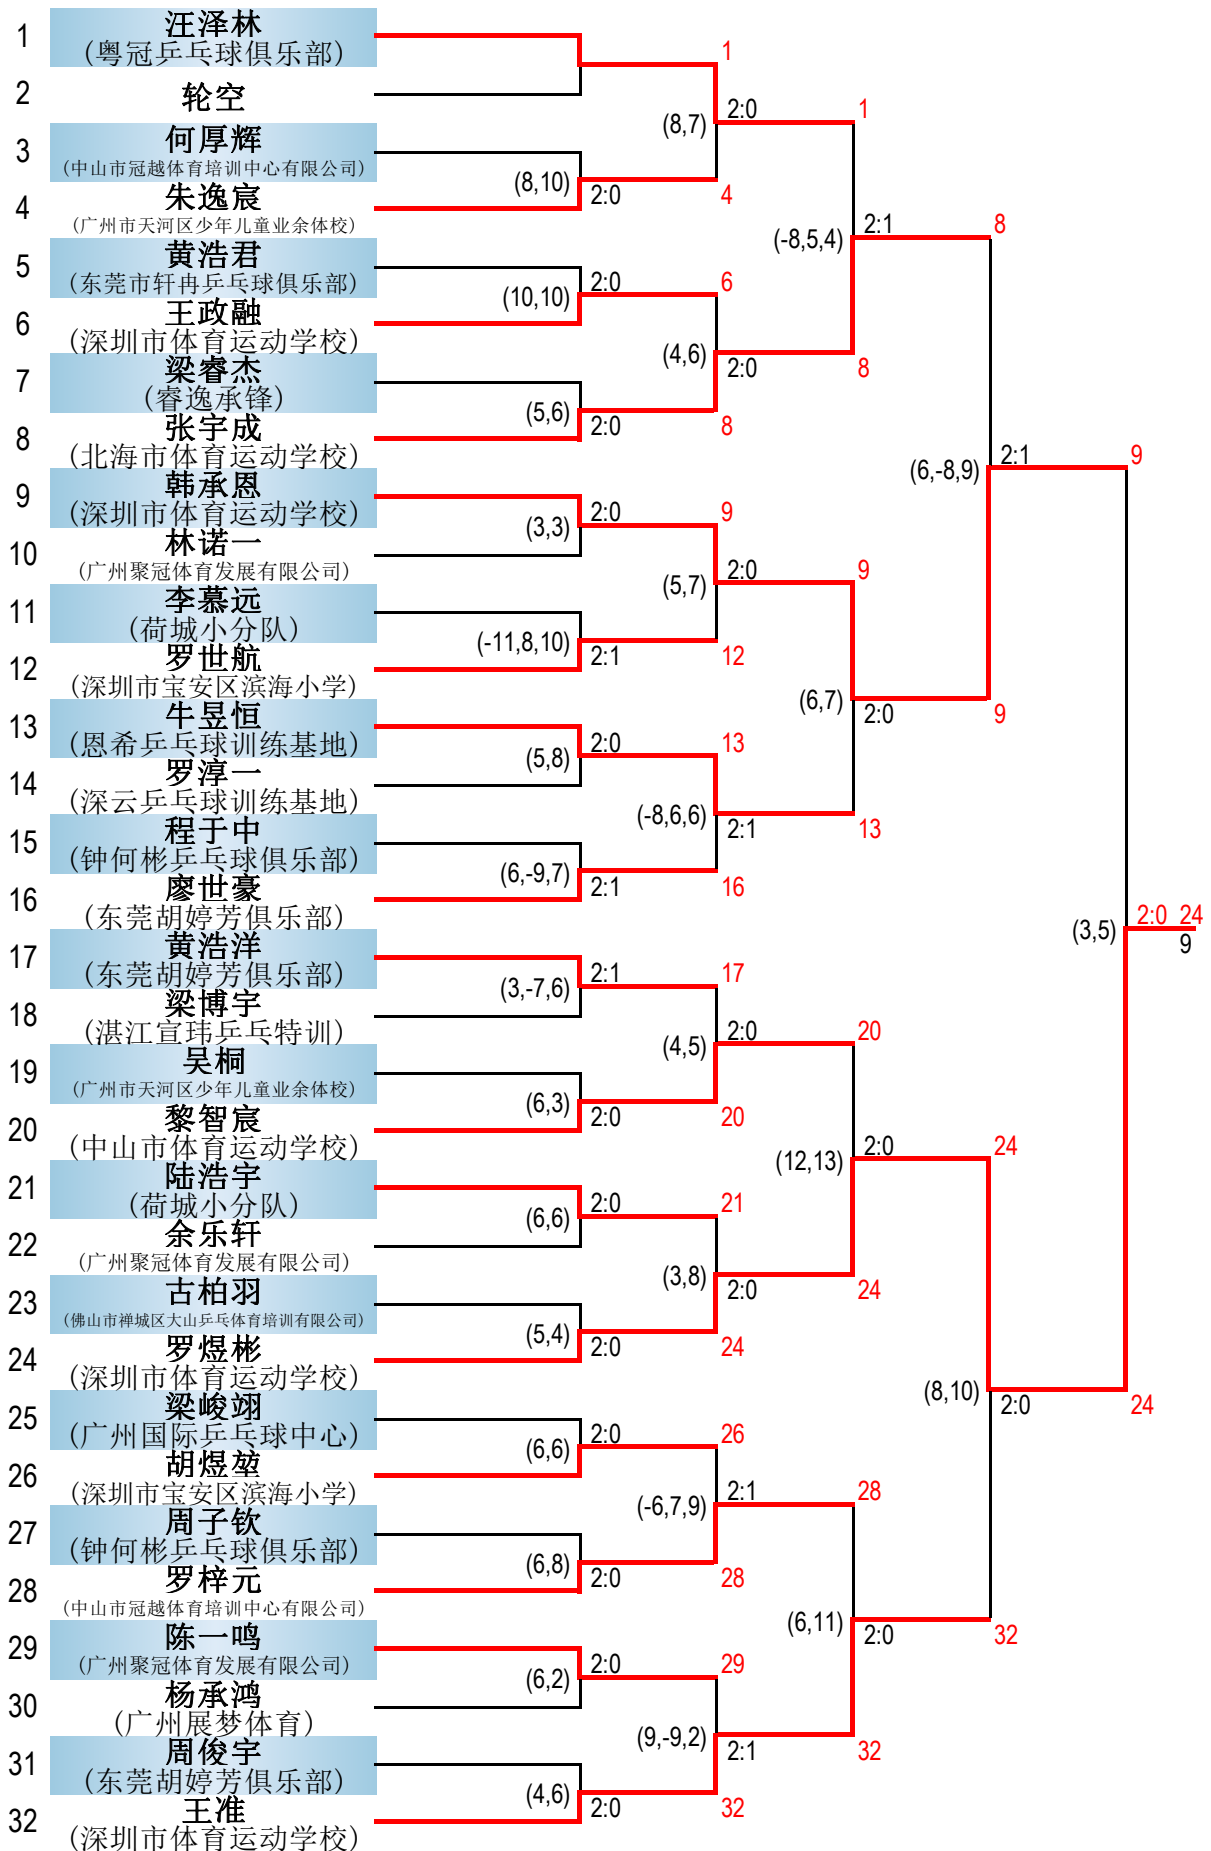 1
汪泽林
(粤冠乒乓球俱乐部)
2
轮空
3
何厚辉
(中山市冠越体育培训中心有限公司)
4
朱逸宸
(广州市天河区少年儿童业余体校)
5
黄浩君
(东莞市轩冉乒乓球俱乐部)
6
王政融
(深圳市体育运动学校)
7
梁睿杰
(睿逸承锋)
8
张宇成
(北海市体育运动学校)
9
韩承恩
(深圳市体育运动学校)
10
林诺一
(广州聚冠体育发展有限公司)
11
李慕远
(荷城小分队)
12
罗世航
(深圳市宝安区滨海小学)
13
牛昱恒
(恩希乒乓球训练基地)
14
罗淳一
(深云乒乓球训练基地)
15
程于中
(钟何彬乒乓球俱乐部)
16
廖世豪
(东莞胡婷芳俱乐部)
17
黄浩洋
(东莞胡婷芳俱乐部)
18
梁博宇
(湛江宣玮乒乓特训)
19
吴桐
(广州市天河区少年儿童业余体校)
20
黎智宸
(中山市体育运动学校)
21
陆浩宇
(荷城小分队)
22
余乐轩
(广州聚冠体育发展有限公司)
23
古柏羽
(佛山市禅城区大山乒乓体育培训有限公司)
24
罗煜彬
(深圳市体育运动学校)
25
梁峻翊
(广州国际乒乓球中心)
26
胡煜堃
(深圳市宝安区滨海小学)
27
周子钦
(钟何彬乒乓球俱乐部)
28
罗梓元
(中山市冠越体育培训中心有限公司)
29
陈一鸣
(广州聚冠体育发展有限公司)
30
杨承鸿
(广州展梦体育)
31
周俊宇
(东莞胡婷芳俱乐部)
32
王准
(深圳市体育运动学校)
1
(8,10) 2:0 4
(10,10) 2:0 6
(5,6) 2:0 8
(3,3) 2:0 9
(-11,8,10) 2:1 12
(5,8) 2:0 13
(6,-9,7) 2:1 16
(3,-7,6) 2:1 17
(6,3) 2:0 20
(6,6) 2:0 21
(5,4) 2:0 24
(6,6) 2:0 26
(6,8) 2:0 28
(6,2) 2:0 29
(4,6) 2:0 32
(8,7) 2:0 1
(4,6) 2:0 8
(5,7) 2:0 9
(-8,6,6) 2:1 13
(4,5) 2:0 20
(3,8) 2:0 24
(-6,7,9) 2:1 28
(9,-9,2) 2:1 32
(-8,5,4) 2:1 8
(6,7) 2:0 9
(12,13) 2:0 24
(6,11) 2:0 32
(6,-8,9) 2:1 9
(8,10) 2:0 24
(3,5) 2:0 24
9